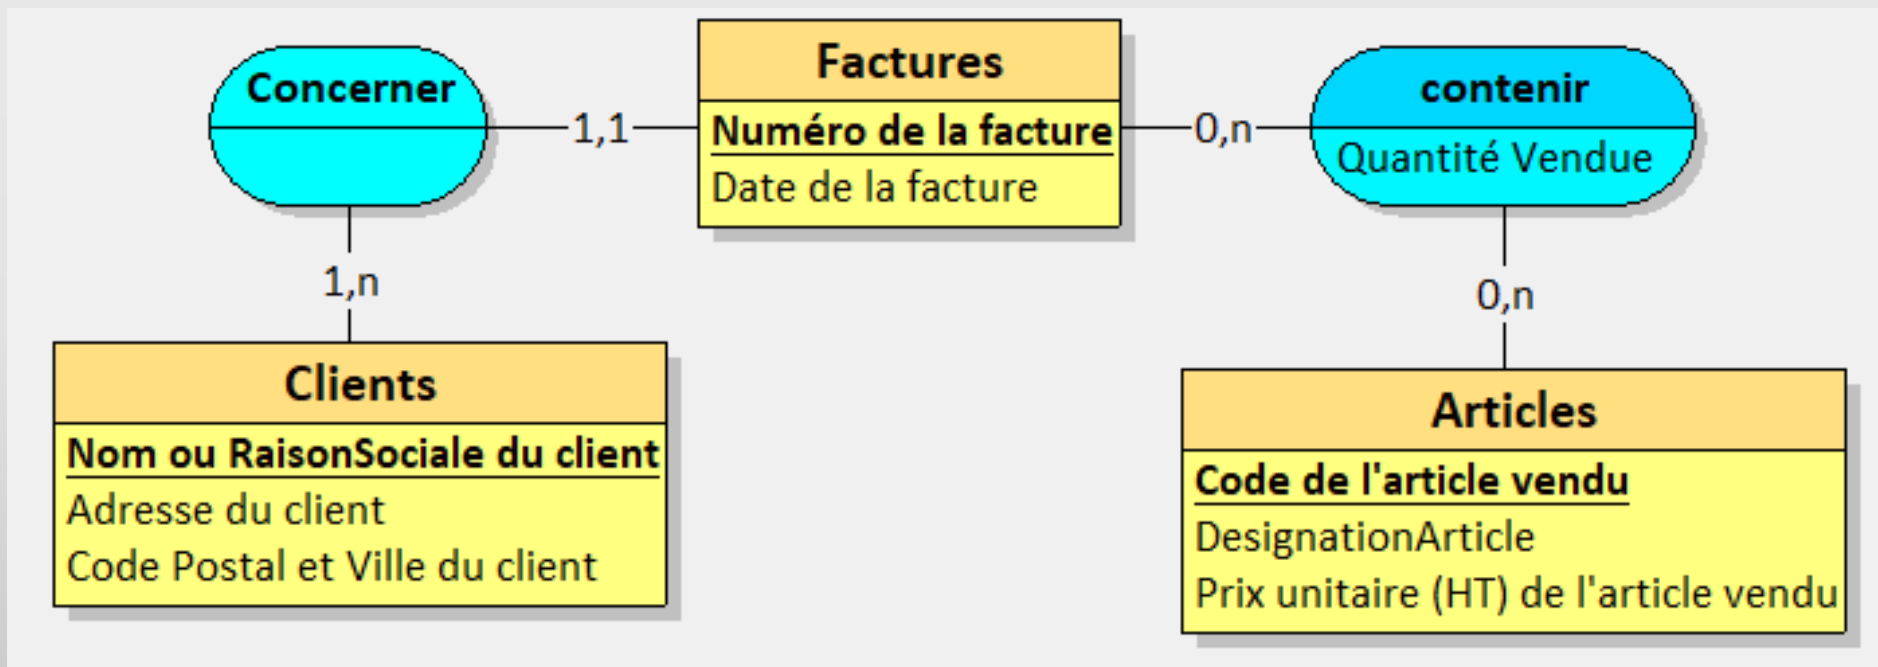 Concerner
1,1
Factures
Numéro de la facture
Date de la facture
0,n
contenir
Quantité Vendue
1,n
0,n
Clients
Nom ou RaisonSociale du client
Adresse du client
Code Postal et Ville du client
Articles
Code de l'article vendu
DesignationArticle
Prix unitaire (HT) de l'article vendu